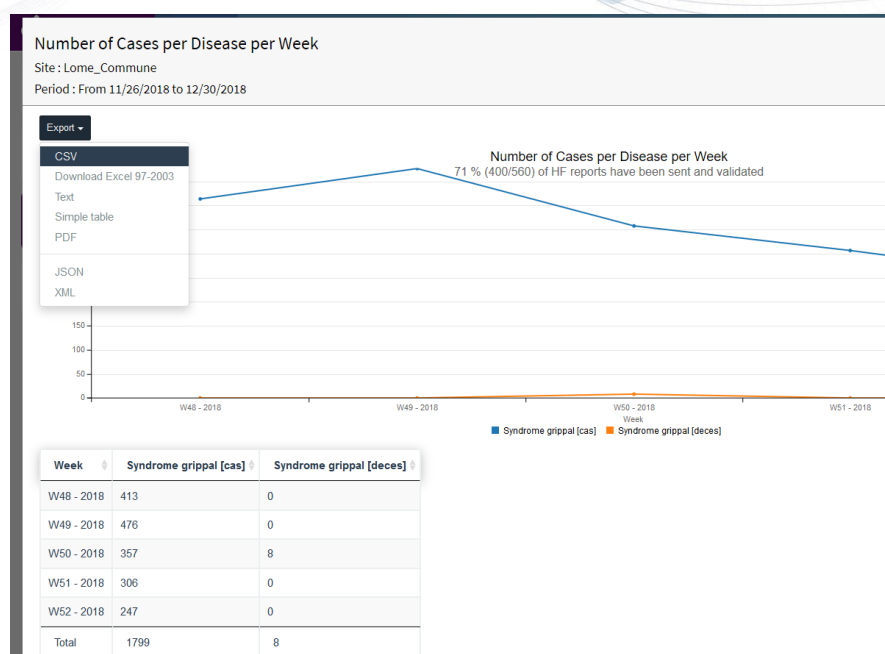 Number of Cases per Disease per Week
Site : Lome_Commune
Period : From 11/26/2018 to 12/30/2018
Export
CSV
Download Excel 97-2003
Text
Simple table
PDF
JSON
XML
Number of Cases per Disease per Week
71 % (400/560) of HF reports have been sent and validated
150
100
50
0
W48 - 2018 W49 - 2018 W50 - 2018 W51 - 2018
Week
Syndrome grippal [cas] Syndrome grippal [deces]
Week Syndrome grippal [cas] Syndrome grippal [deces]
W48 - 2018 413 0
W49 - 2018 476 0
W50 - 2018 357 8
W51 - 2018 306 0
W52 - 2018 247 0
Total 1799 8